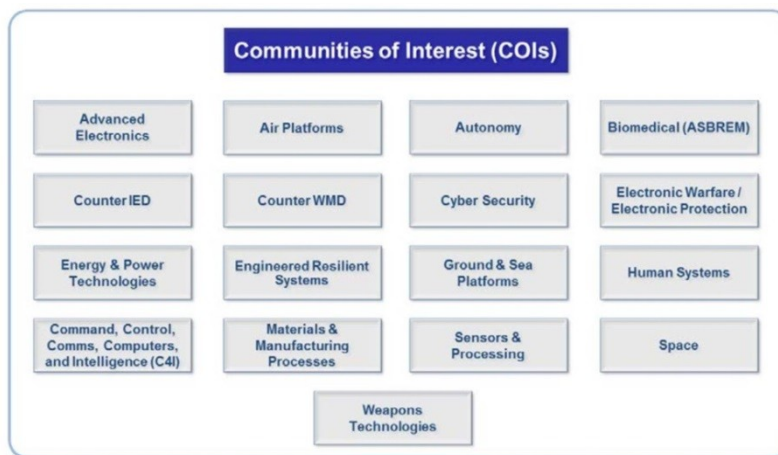 Communities of Interest (COIs)
Advanced
Electronics
Air Platforms
Autonomy
Biomedical (ASBREM)
Counter IED
Counter WMD
Cyber Security
Electronic Warfare /
Electronic Protection
Energy & Power
Technologies
Engineered Resilient
Systems
Ground & Sea
Platforms
Human Systems
Command, Control,
Comms, Computers,
and Intelligence (C4I)
Materials &
Manufacturing
Processes
Sensors &
Processing
Space
Weapons
Technologies